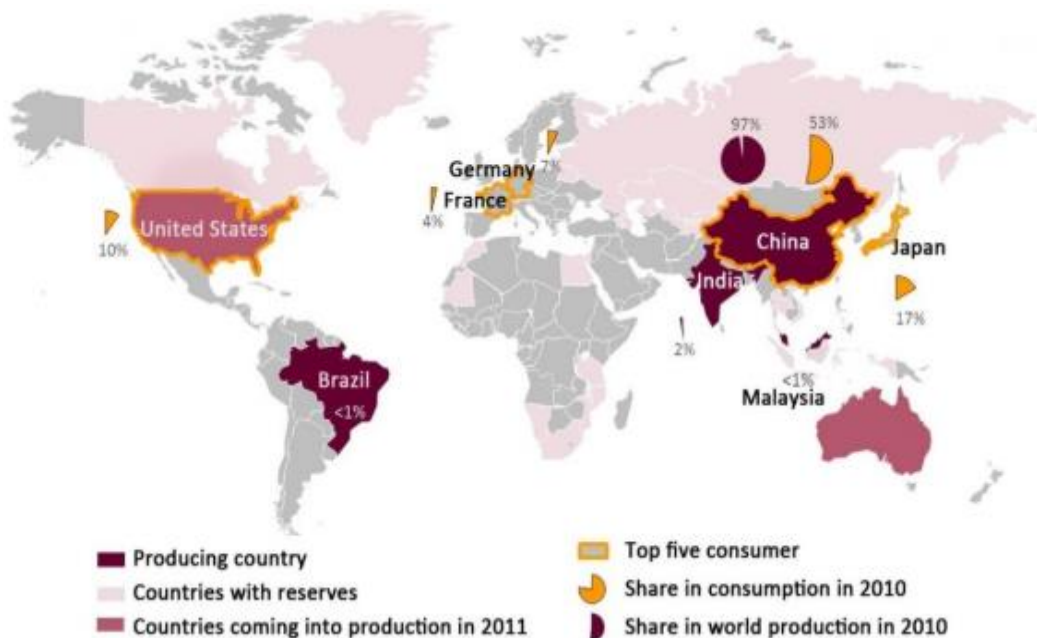 97%
53%
Germany
7%
France
4%
United States
10%
China
Japan
India
17%
2%
Brazil
<1%
<1%
Malaysia
Producing country
Countries with reserves
Countries coming into production in 2011
Top five consumer
Share in consumption in 2010
Share in world production in 2010